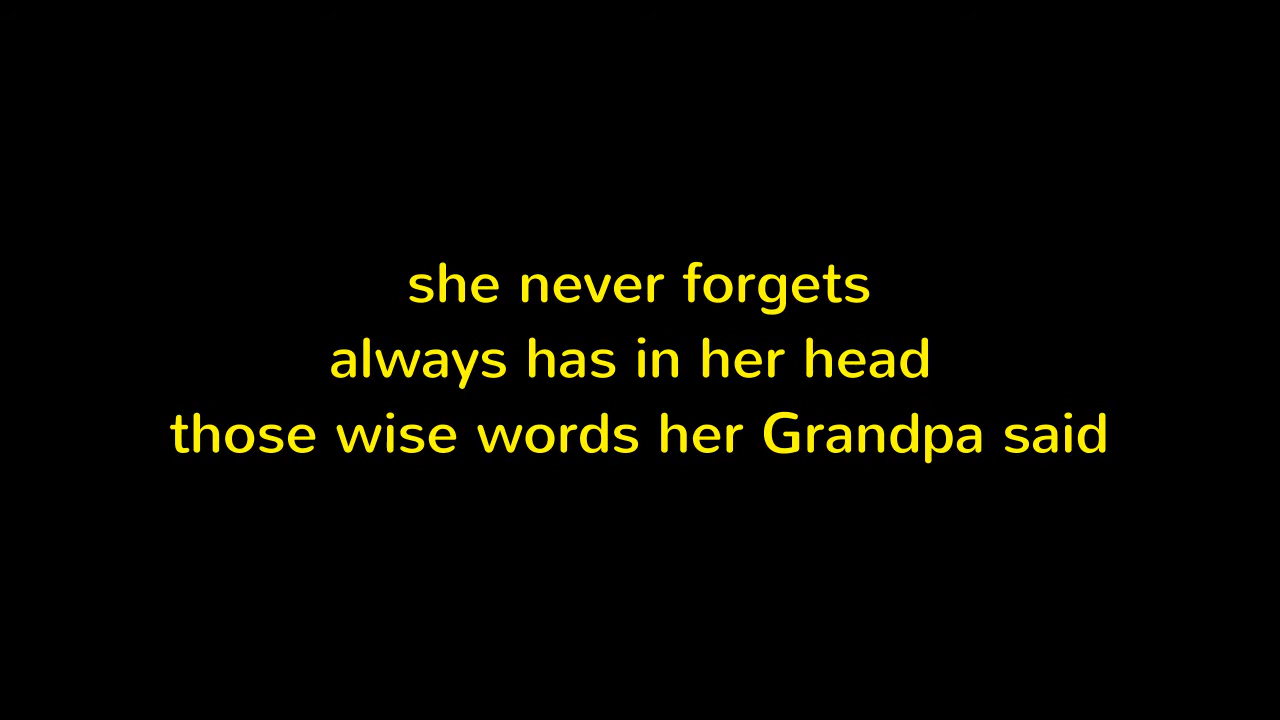 she never forgets
always has in her head
those wise words her Grandpa said